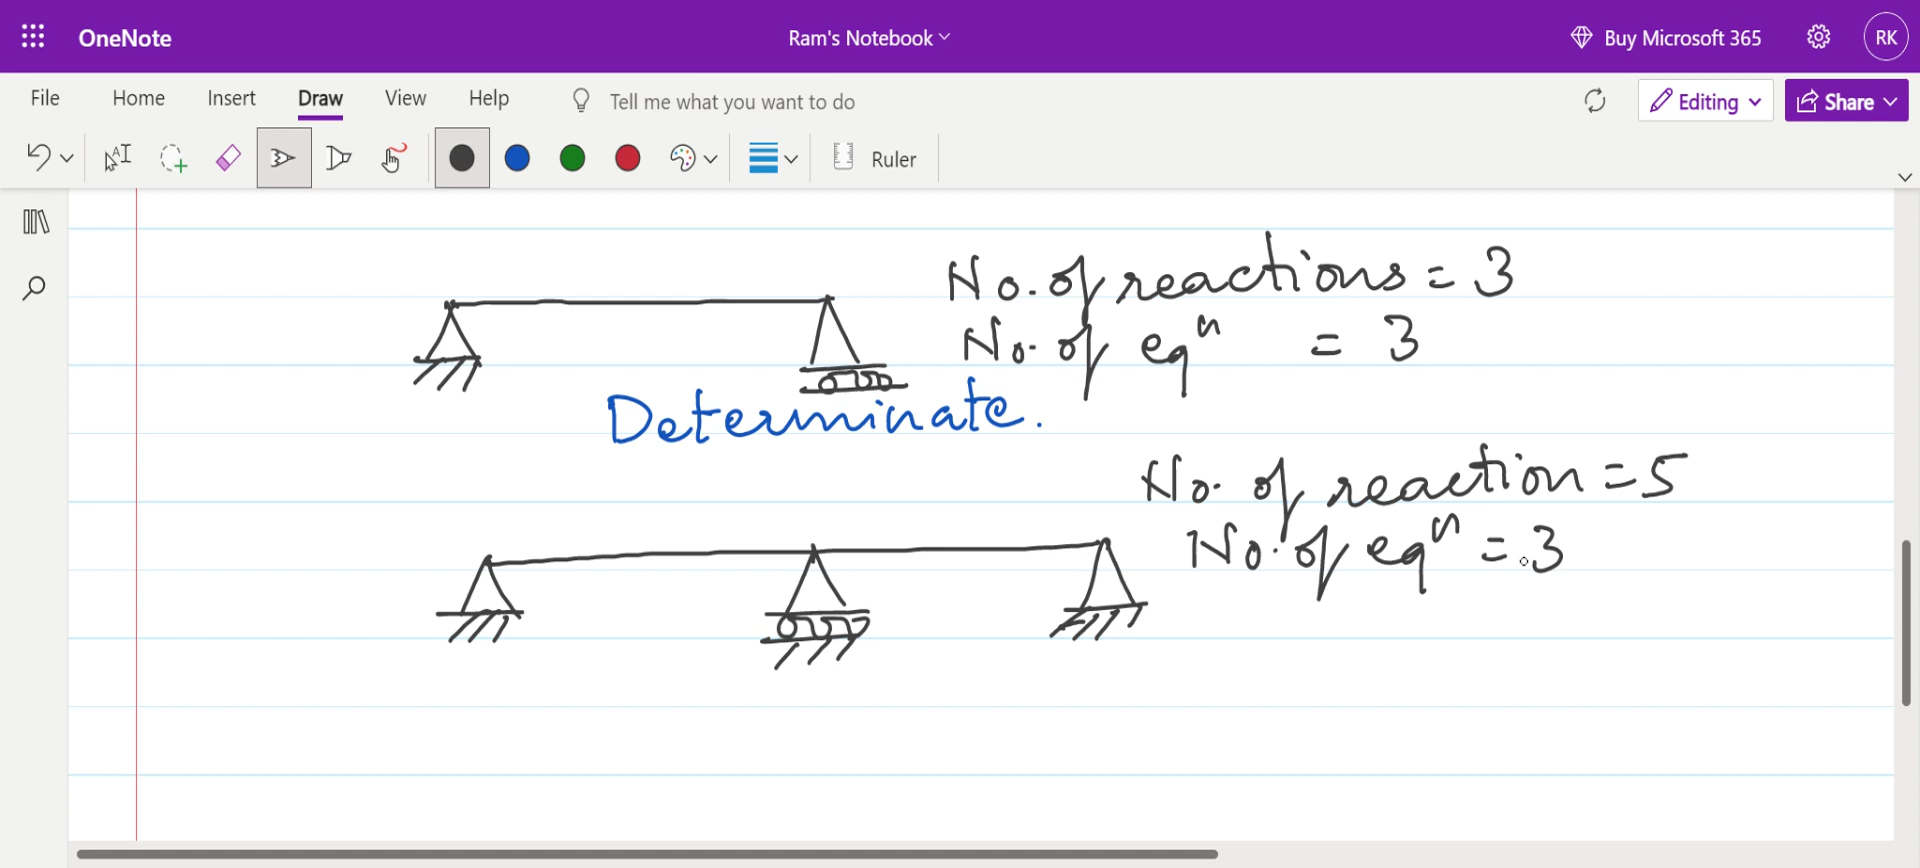 OneNote
Ram's Notebook
Buy Microsoft 365
RK
File Home Insert Draw View Help Tell me what you want to do
Editing
Share
Ruler
No. of reactions = 3
No. of eqⁿ = 3
Determinate.
No. of reaction = 5
No. of eqⁿ = 3